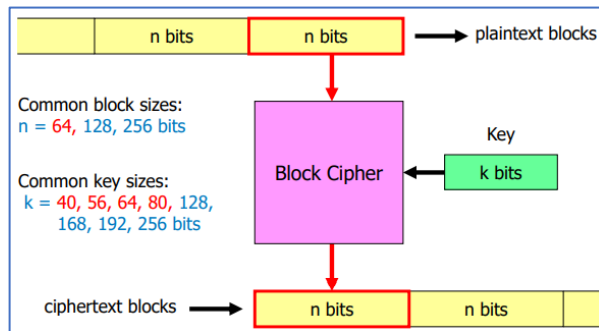 n bits
n bits
plaintext blocks
Common block sizes:
n = 64, 128, 256 bits
Key
Block Cipher
k bits
Common key sizes:
k = 40, 56, 64, 80, 128,
168, 192, 256 bits
ciphertext blocks
n bits
n bits